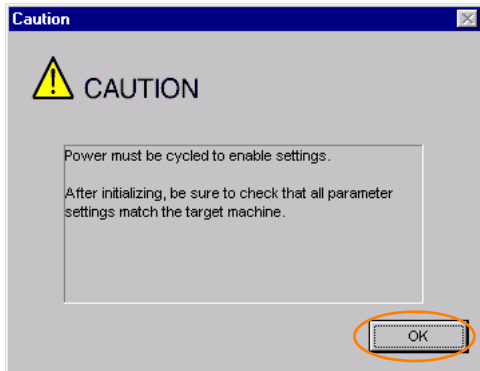 Caution
CAUTION
Power must be cycled to enable settings.
After initializing, be sure to check that all parameter
settings match the target machine.
OK